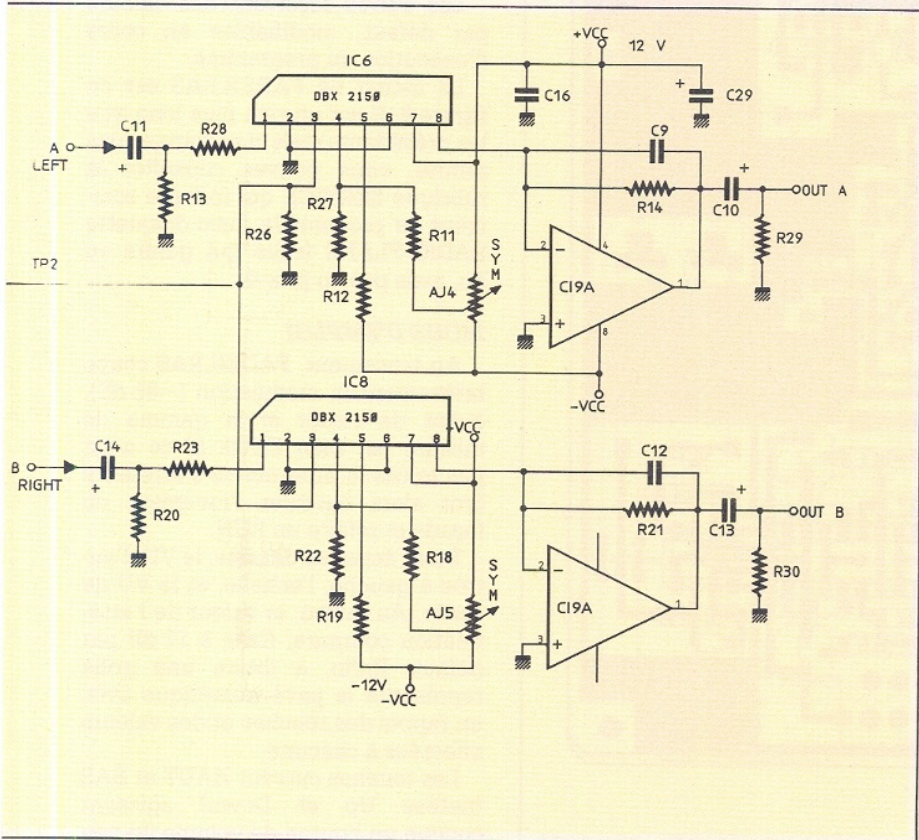 +VCC 12 V
IC6
DBX 2150
1 2 3 4 5 6 7 8
C16
+ C29
C11
A
LEFT
+
R28
R13
C9
R14
C10
+
OUT A
R29
R26
R27
R11
R12
AJ4
SYM
2 −
4
CI9A
1
3 +
8
TP2
−VCC
IC8
DBX 2150
1 2 3 4 5 6 7 8
-VCC
C14
B
RIGHT
+
R23
R20
C12
R21
C13
+
OUT B
R30
R22
R18
R19
AJ5
SYM
2 −
CI9A
1
3 +
-12V
-VCC